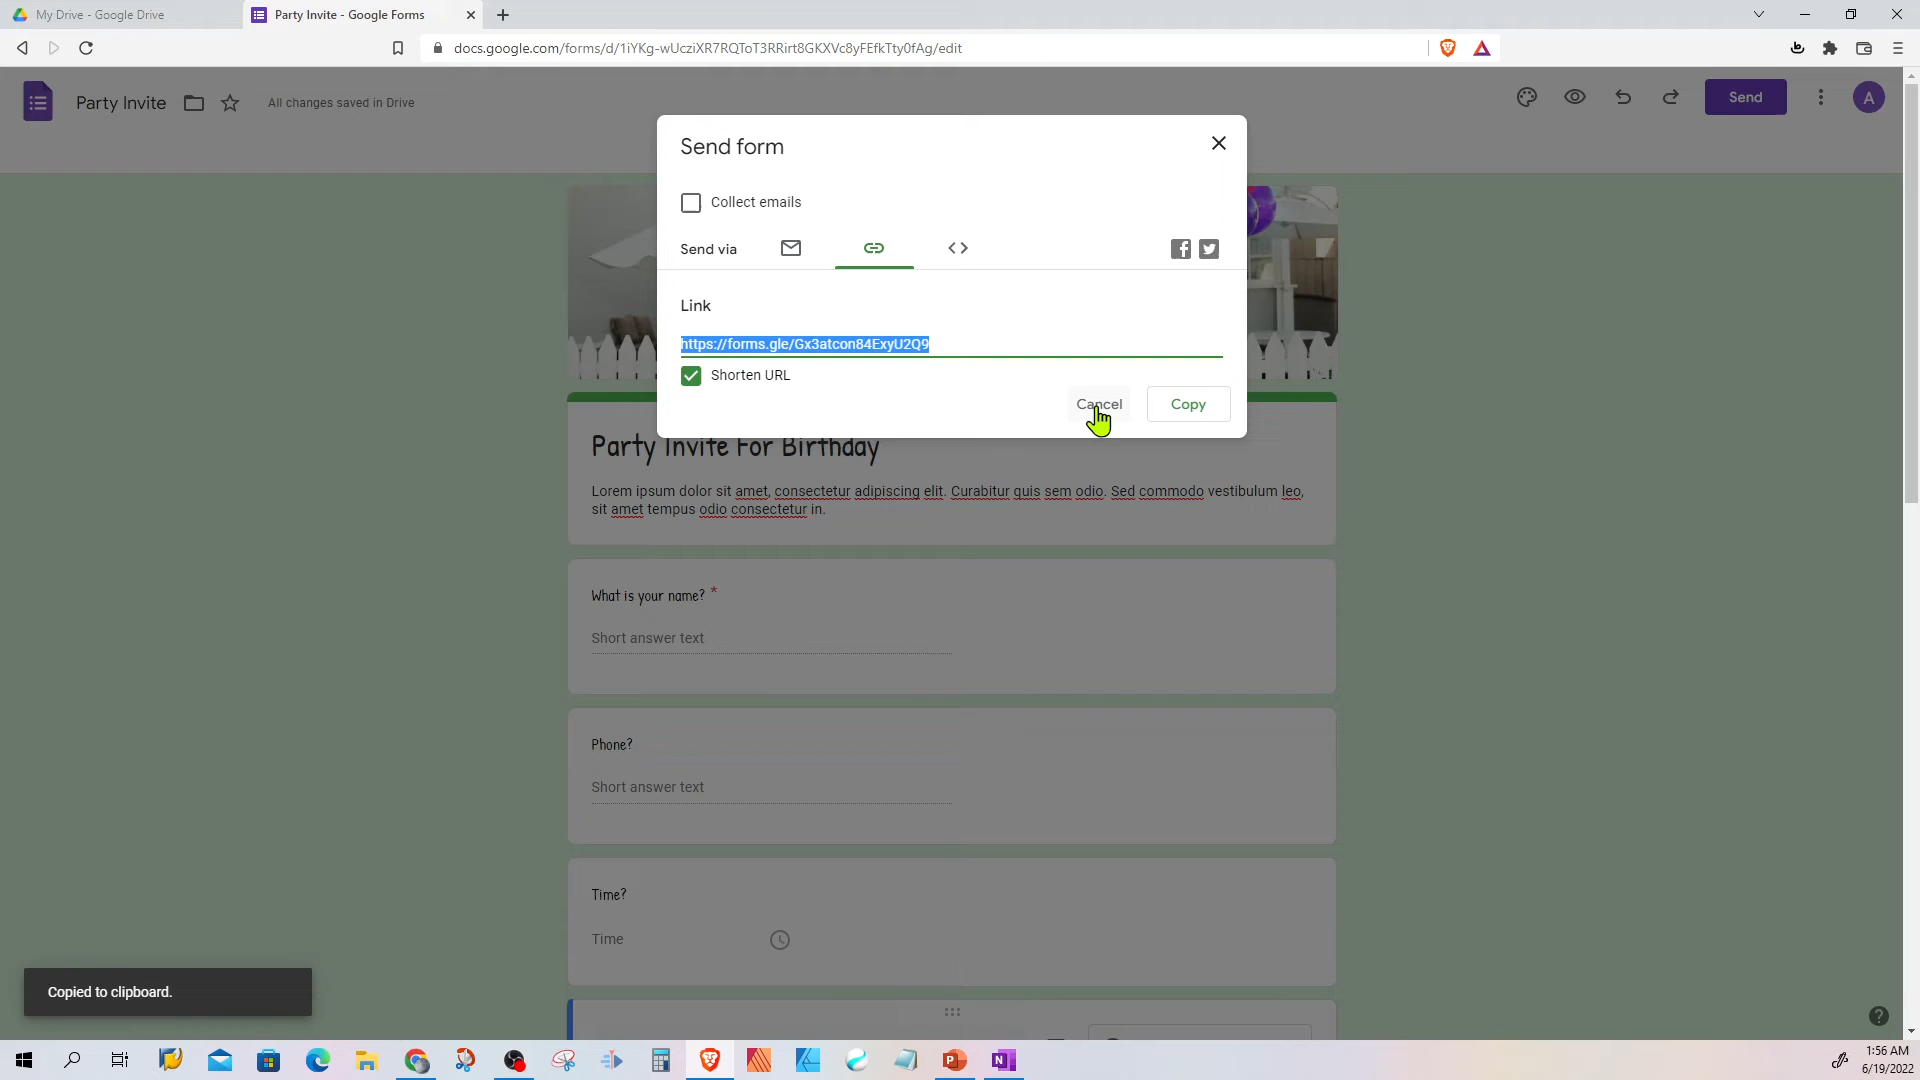 My Drive - Google Drive
Party Invite - Google Forms
docs.google.com/forms/d/1iYKg-wUcziXR7RQToT3RRirt8GKXVc8yFEfkTty0fAg/edit
Party Invite
All changes saved in Drive
Send
A
Send form
Collect emails
Send via
Link
https://forms.gle/Gx3atcon84ExyU2Q9
Shorten URL
Cancel
Copy
Party Invite For Birthday
Lorem ipsum dolor sit amet, consectetur adipiscing elit. Curabitur quis sem odio. Sed commodo vestibulum leo,
sit amet tempus odio consectetur in.
What is your name? *
Short answer text
Phone?
Short answer text
Time?
Time
Copied to clipboard.
1:56 AM
6/19/2022